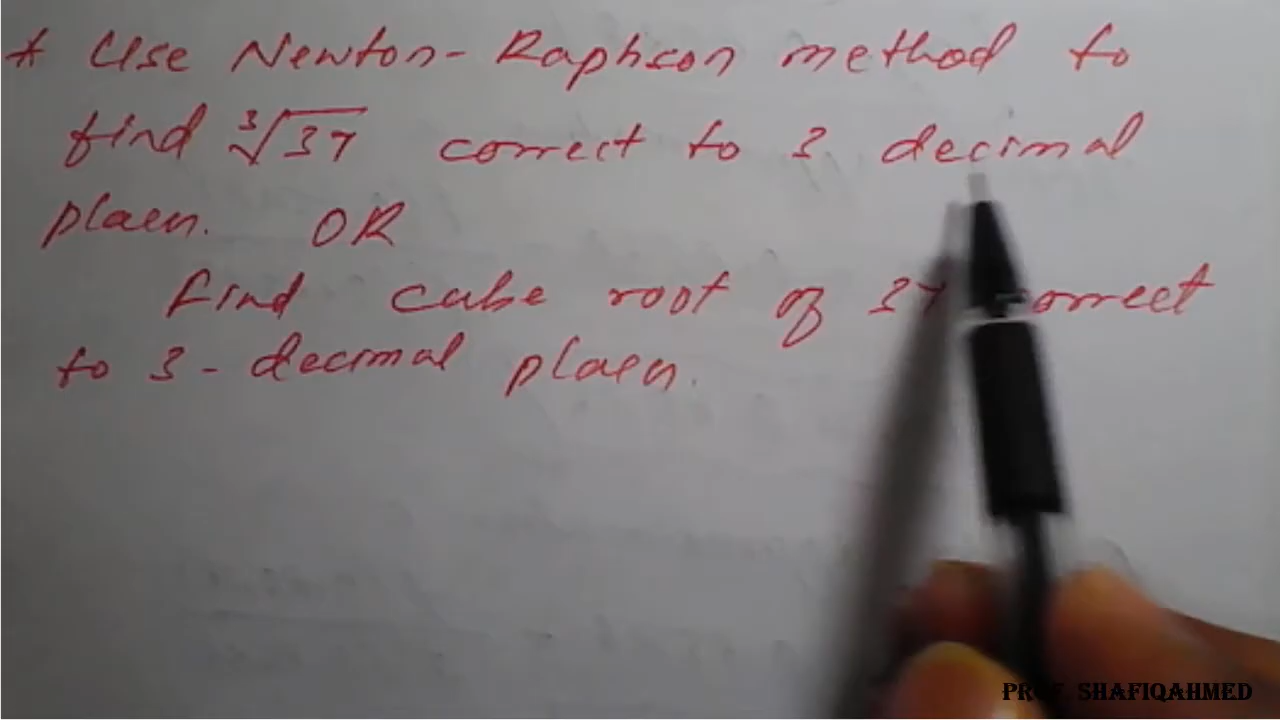 * Use Newton-Raphson method to
find ∛37 correct to 3 decimal
places. OR
Find cube root of 37 correct
to 3-decimal places.
PROF. SHAFIQAHMED